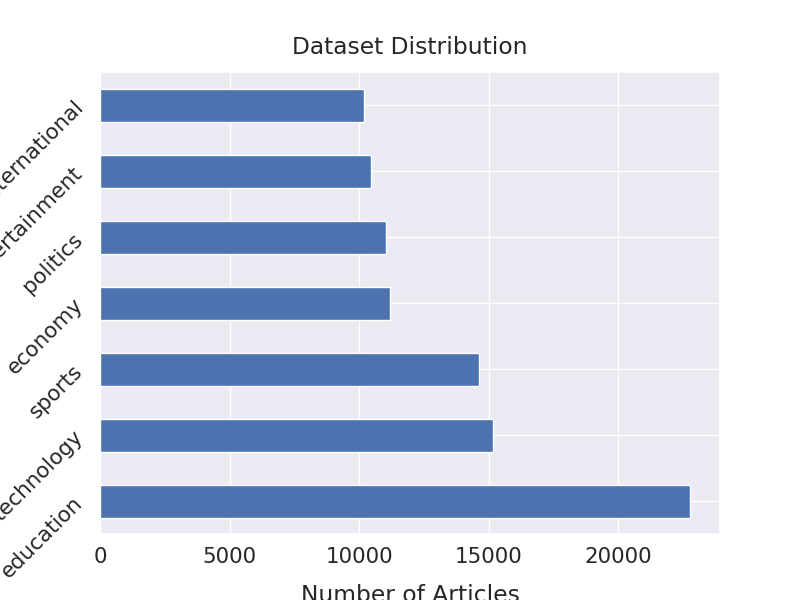 Dataset Distribution
ternational
ertainment
politics
economy
sports
technology
education
0 5000 10000 15000 20000
Number of Articles